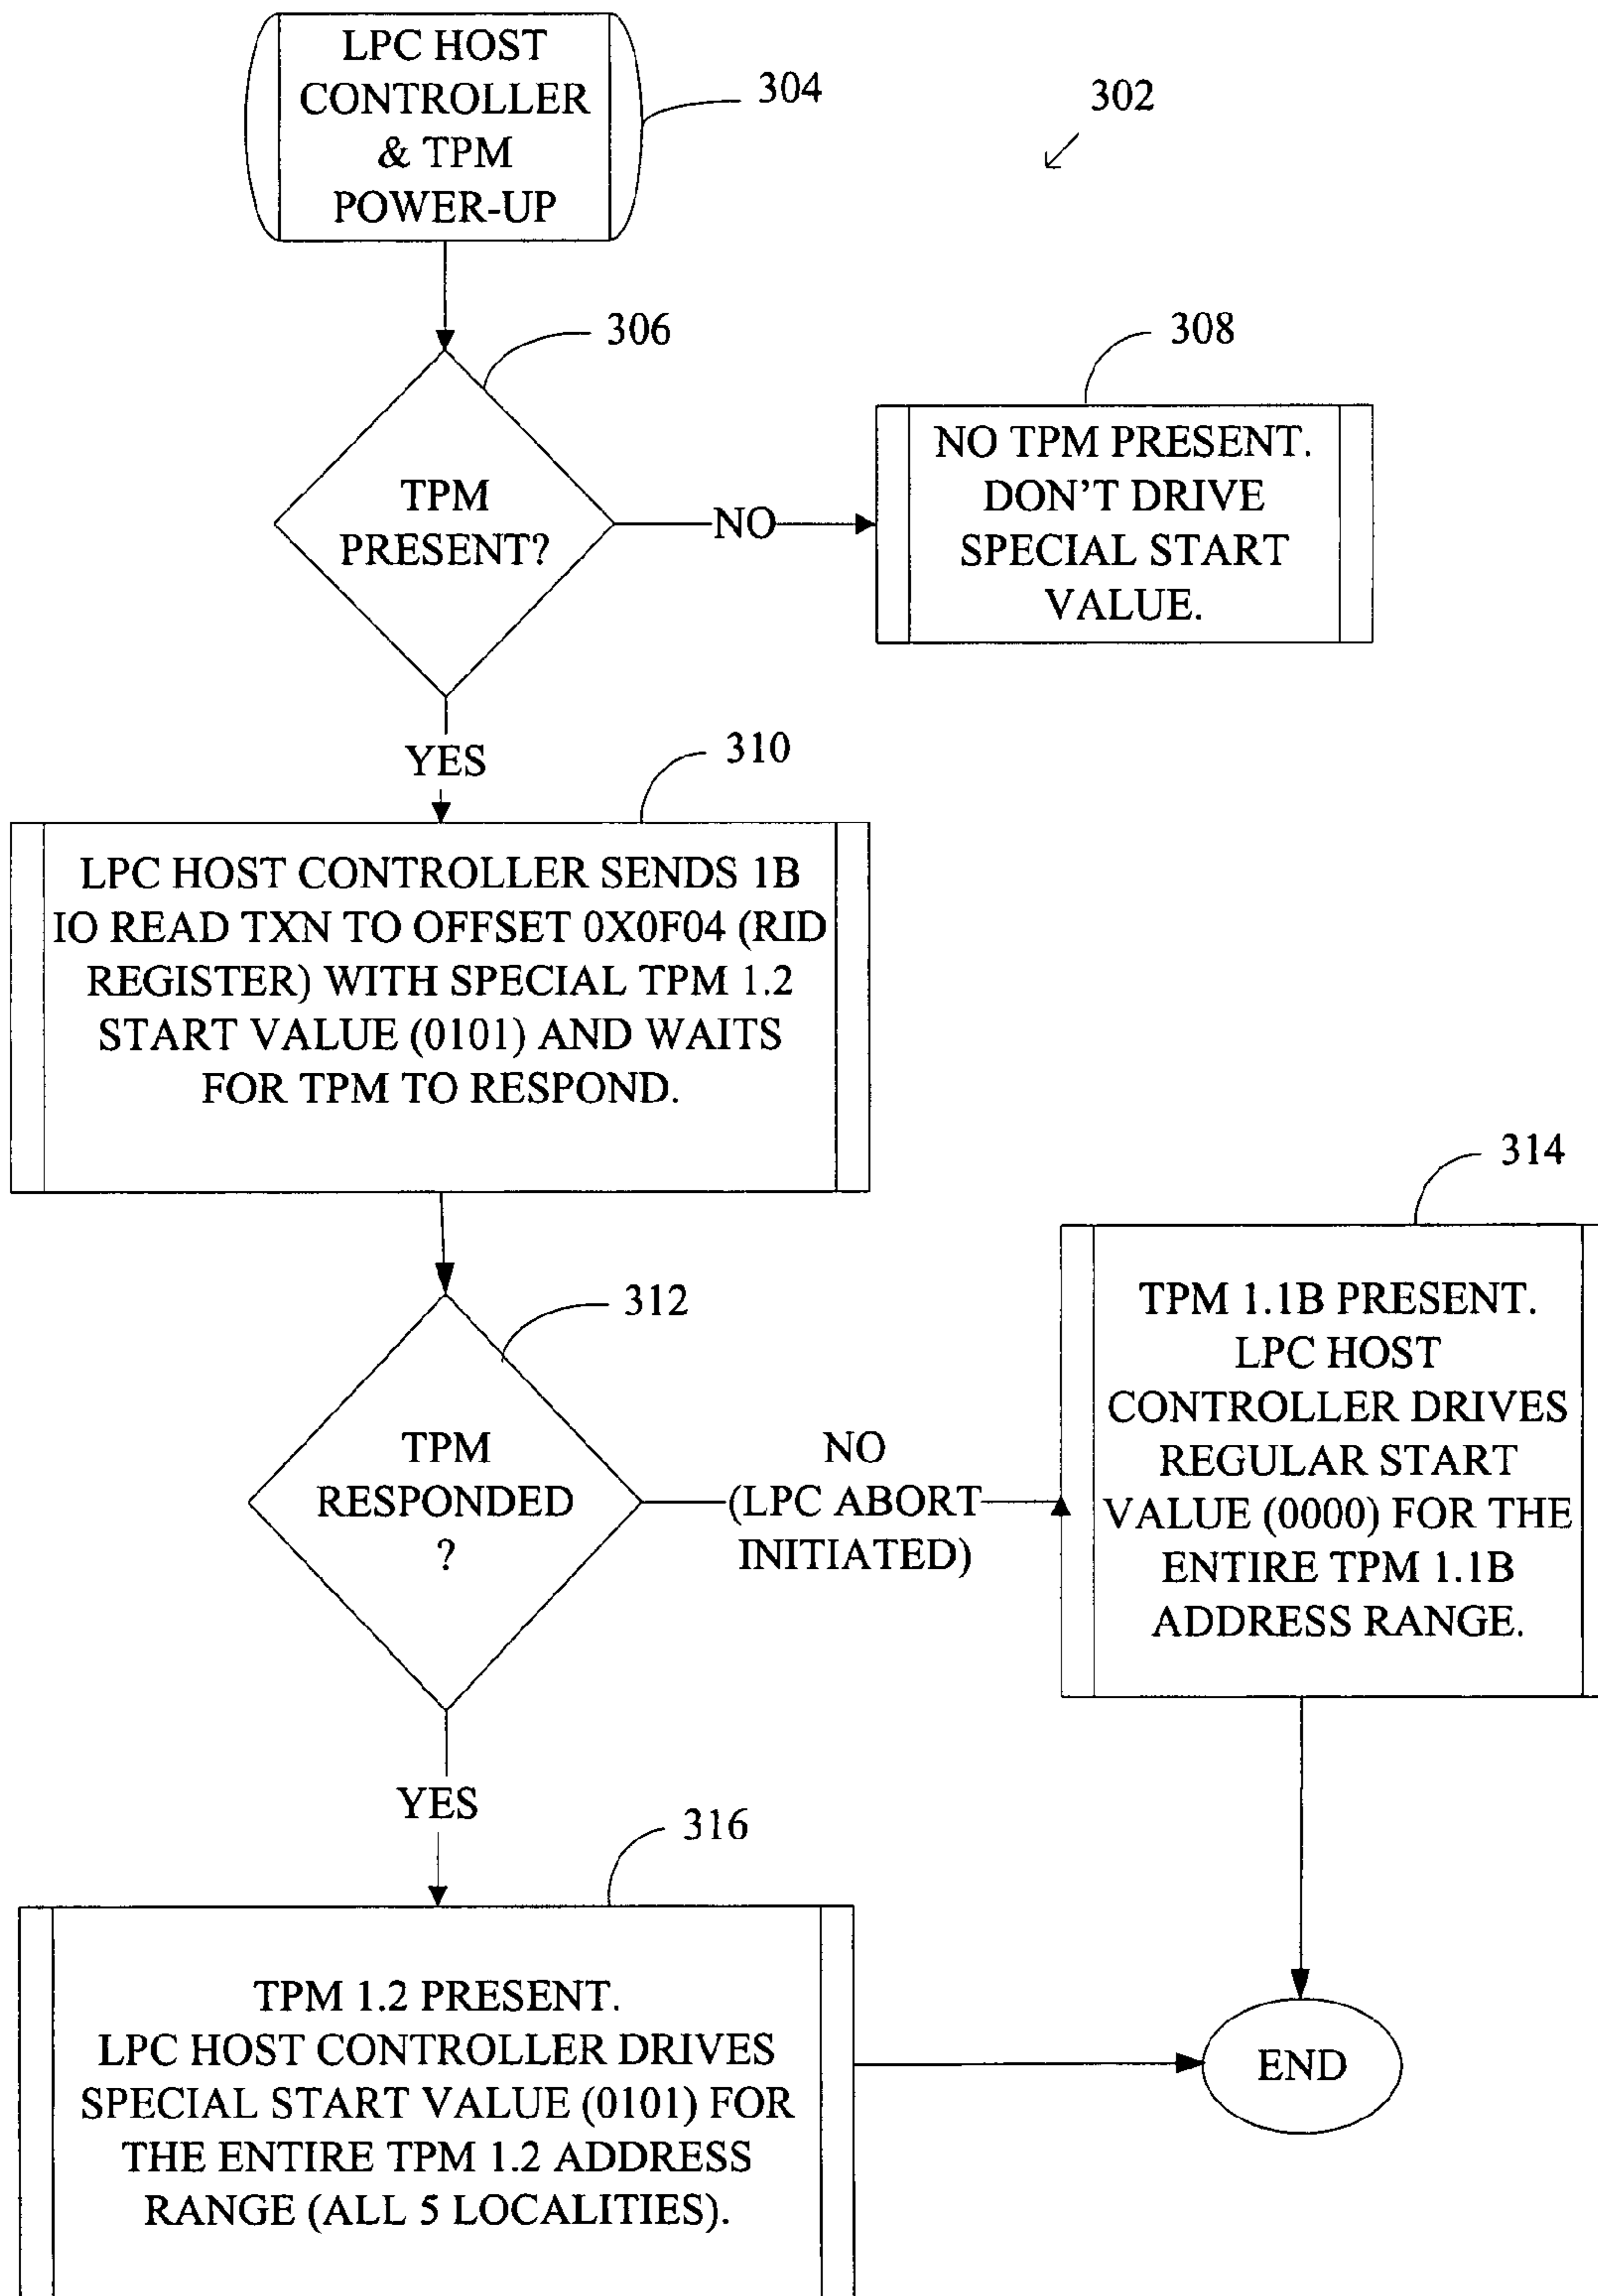 LPC HOST
CONTROLLER
& TPM
POWER-UP
304
302
306
308
TPM
PRESENT?
NO
NO TPM PRESENT.
DON'T DRIVE
SPECIAL START
VALUE.
YES
310
LPC HOST CONTROLLER SENDS 1B
IO READ TXN TO OFFSET 0X0F04 (RID
REGISTER) WITH SPECIAL TPM 1.2
START VALUE (0101) AND WAITS
FOR TPM TO RESPOND.
312
314
TPM
RESPONDED
?
NO
(LPC ABORT
INITIATED)
TPM 1.1B PRESENT.
LPC HOST
CONTROLLER DRIVES
REGULAR START
VALUE (0000) FOR THE
ENTIRE TPM 1.1B
ADDRESS RANGE.
YES
316
TPM 1.2 PRESENT.
LPC HOST CONTROLLER DRIVES
SPECIAL START VALUE (0101) FOR
THE ENTIRE TPM 1.2 ADDRESS
RANGE (ALL 5 LOCALITIES).
END